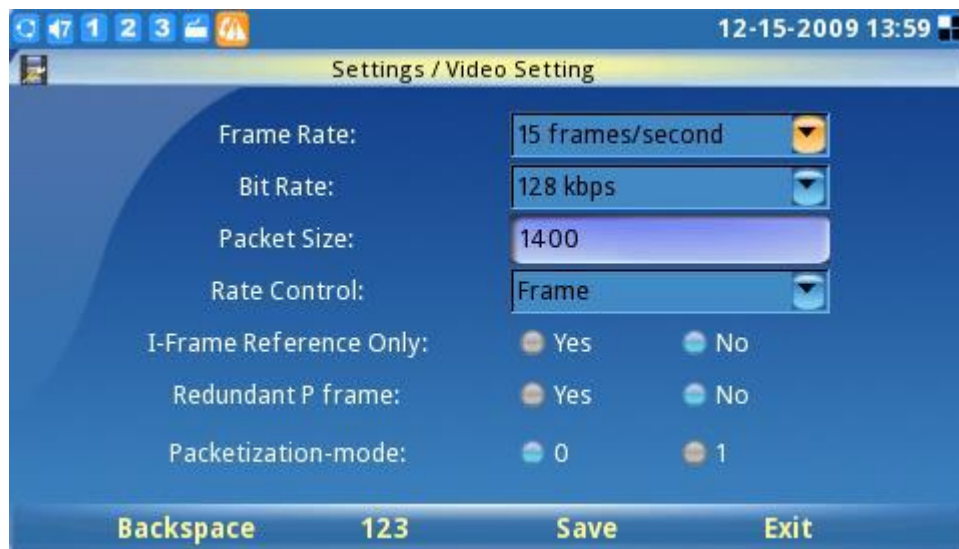 7 1 2 3 12-15-2009 13:59
Settings / Video Setting
Frame Rate: 15 frames/second
Bit Rate: 128 kbps
Packet Size: 1400
Rate Control: Frame
I-Frame Reference Only: Yes No
Redundant P frame: Yes No
Packetization-mode: 0 1
Backspace 123 Save Exit